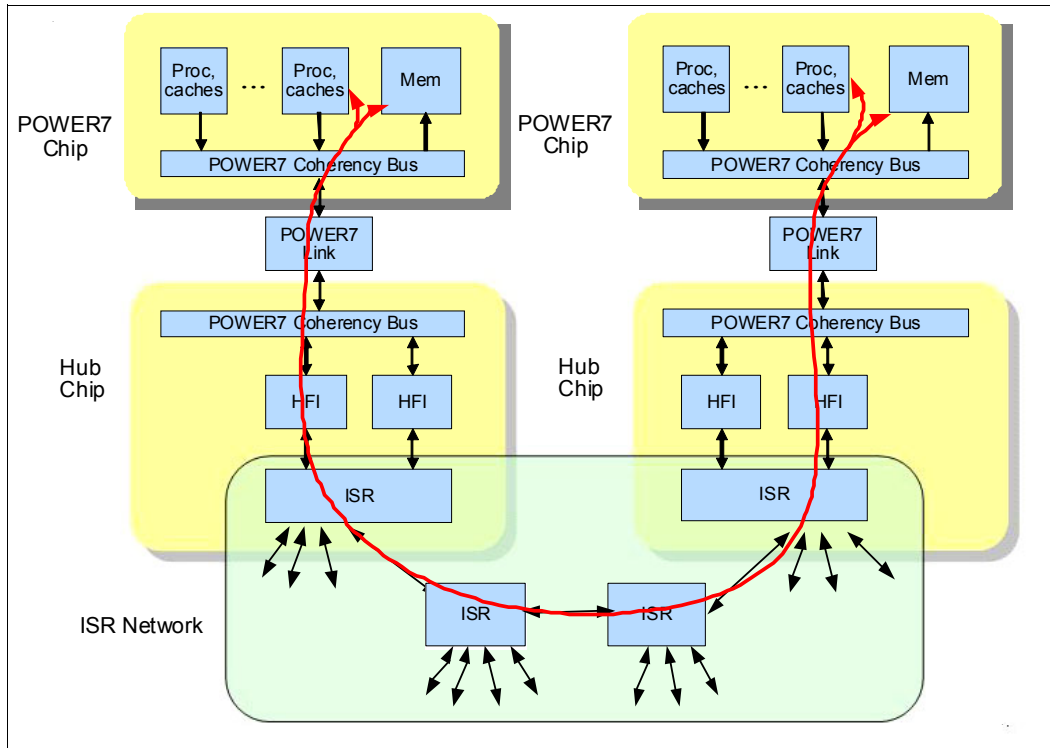 Proc,
caches
...
Proc,
caches
Mem
POWER7 Coherency Bus
POWER7
Chip
Proc,
caches
...
Proc,
caches
Mem
POWER7 Coherency Bus
POWER7
Chip
POWER7
Link
POWER7
Link
POWER7 Coherency Bus
HFI
HFI
Hub
Chip
ISR
POWER7 Coherency Bus
HFI
HFI
Hub
Chip
ISR
ISR
ISR
ISR Network